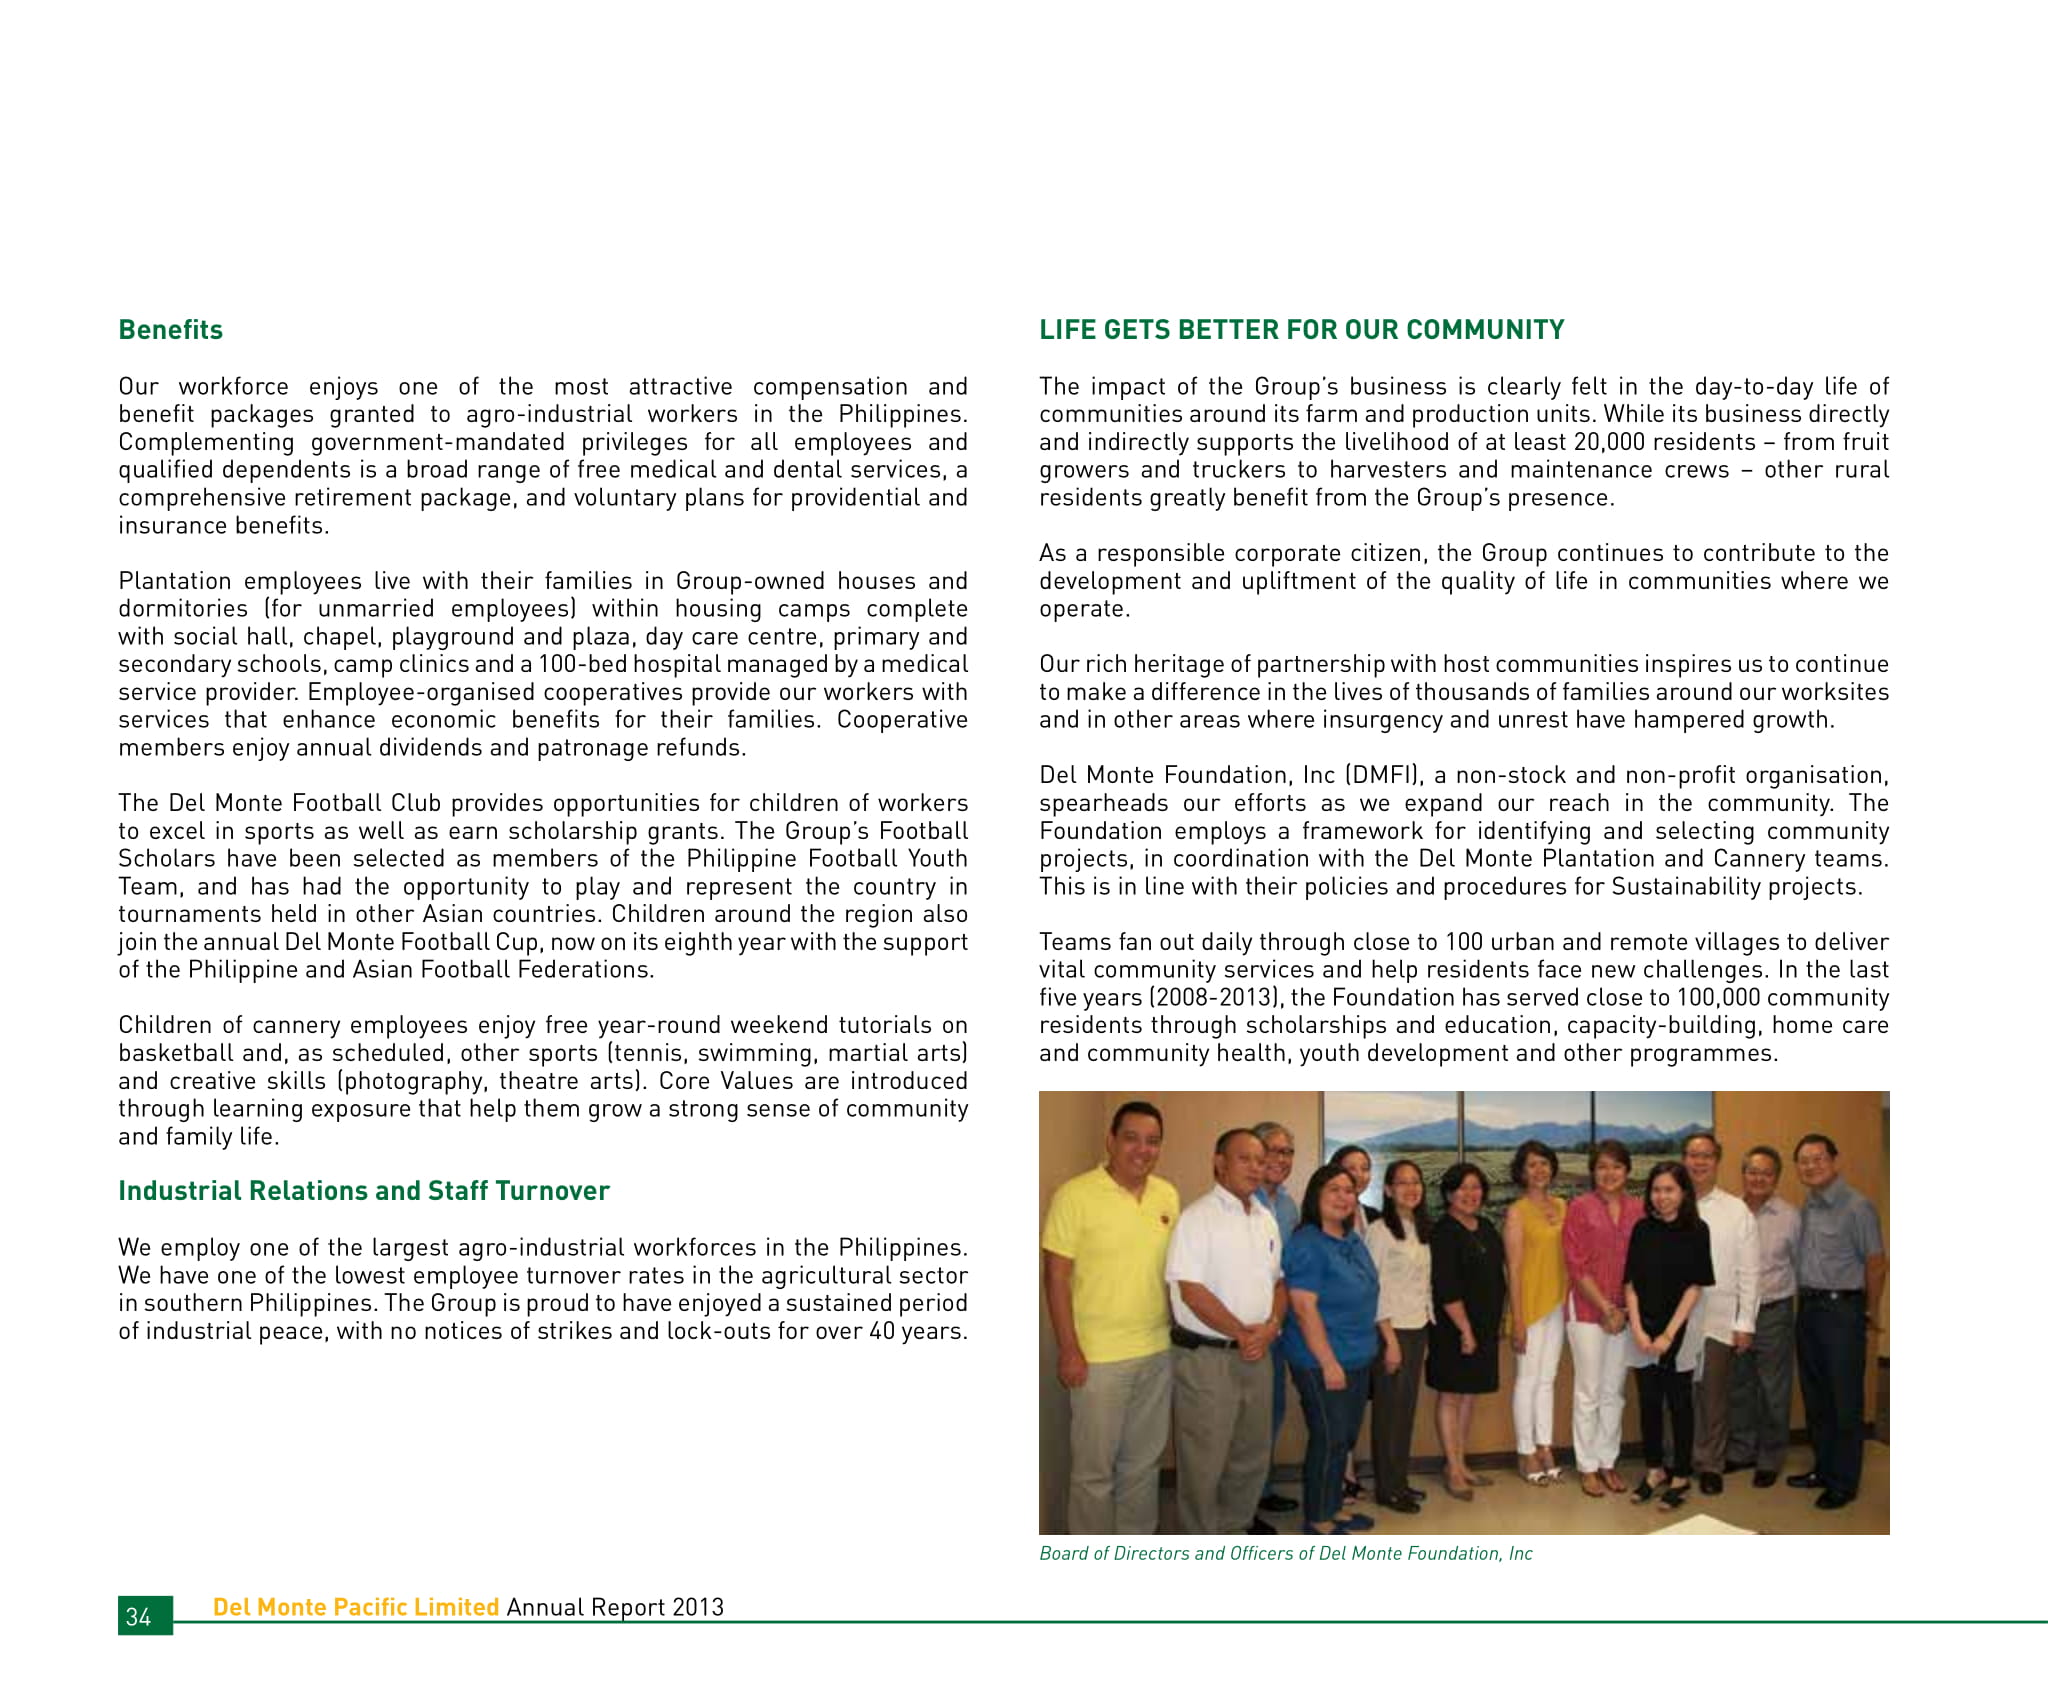 Benefits
Our workforce enjoys one of the most attractive compensation and
benefit packages granted to agro-industrial workers in the Philippines.
Complementing government-mandated privileges for all employees and
qualified dependents is a broad range of free medical and dental services, a
comprehensive retirement package, and voluntary plans for providential and
insurance benefits.
Plantation employees live with their families in Group-owned houses and
dormitories (for unmarried employees) within housing camps complete
with social hall, chapel, playground and plaza, day care centre, primary and
secondary schools, camp clinics and a 100-bed hospital managed by a medical
service provider. Employee-organised cooperatives provide our workers with
services that enhance economic benefits for their families. Cooperative
members enjoy annual dividends and patronage refunds.
The Del Monte Football Club provides opportunities for children of workers
to excel in sports as well as earn scholarship grants. The Group’s Football
Scholars have been selected as members of the Philippine Football Youth
Team, and has had the opportunity to play and represent the country in
tournaments held in other Asian countries. Children around the region also
join the annual Del Monte Football Cup, now on its eighth year with the support
of the Philippine and Asian Football Federations.
Children of cannery employees enjoy free year-round weekend tutorials on
basketball and, as scheduled, other sports (tennis, swimming, martial arts)
and creative skills (photography, theatre arts). Core Values are introduced
through learning exposure that help them grow a strong sense of community
and family life.
Industrial Relations and Staff Turnover
We employ one of the largest agro-industrial workforces in the Philippines.
We have one of the lowest employee turnover rates in the agricultural sector
in southern Philippines. The Group is proud to have enjoyed a sustained period
of industrial peace, with no notices of strikes and lock-outs for over 40 years.
LIFE GETS BETTER FOR OUR COMMUNITY
The impact of the Group’s business is clearly felt in the day-to-day life of
communities around its farm and production units. While its business directly
and indirectly supports the livelihood of at least 20,000 residents – from fruit
growers and truckers to harvesters and maintenance crews – other rural
residents greatly benefit from the Group’s presence.
As a responsible corporate citizen, the Group continues to contribute to the
development and upliftment of the quality of life in communities where we
operate.
Our rich heritage of partnership with host communities inspires us to continue
to make a difference in the lives of thousands of families around our worksites
and in other areas where insurgency and unrest have hampered growth.
Del Monte Foundation, Inc (DMFI), a non-stock and non-profit organisation,
spearheads our efforts as we expand our reach in the community. The
Foundation employs a framework for identifying and selecting community
projects, in coordination with the Del Monte Plantation and Cannery teams.
This is in line with their policies and procedures for Sustainability projects.
Teams fan out daily through close to 100 urban and remote villages to deliver
vital community services and help residents face new challenges. In the last
five years (2008-2013), the Foundation has served close to 100,000 community
residents through scholarships and education, capacity-building, home care
and community health, youth development and other programmes.
Board of Directors and Officers of Del Monte Foundation, Inc
34
Del Monte Pacific Limited Annual Report 2013